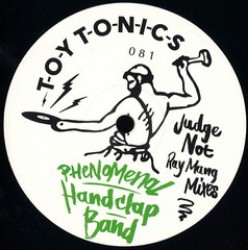 T-O-Y-T-O-N-I-C-S
081
Judge
Not
Ray Mang
Mixes
PHENOMENAL
Handclap
Band